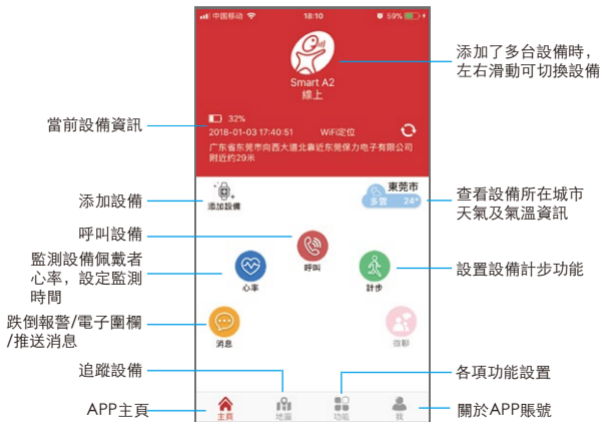 中国移动
18:10
59%
Smart A2
線上
添加了多台設備時，
左右滑動可切換設備
當前設備資訊
32%
2018-01-03 17:40:51
WiFi定位
广东省东莞市向西大道北靠近东莞保力电子有限公司
附近约29米
添加設備
添加設備
東莞市
多雲 24°
查看設備所在城市
天氣及氣溫資訊
呼叫設備
呼叫
監測設備佩戴者
心率，設定監測
時間
心率
計步
設置設備計步功能
跌倒報警/電子圍欄
/推送消息
消息
微聊
追蹤設備
各項功能設置
APP主頁
主頁
地圖
功能
我
關於APP賬號